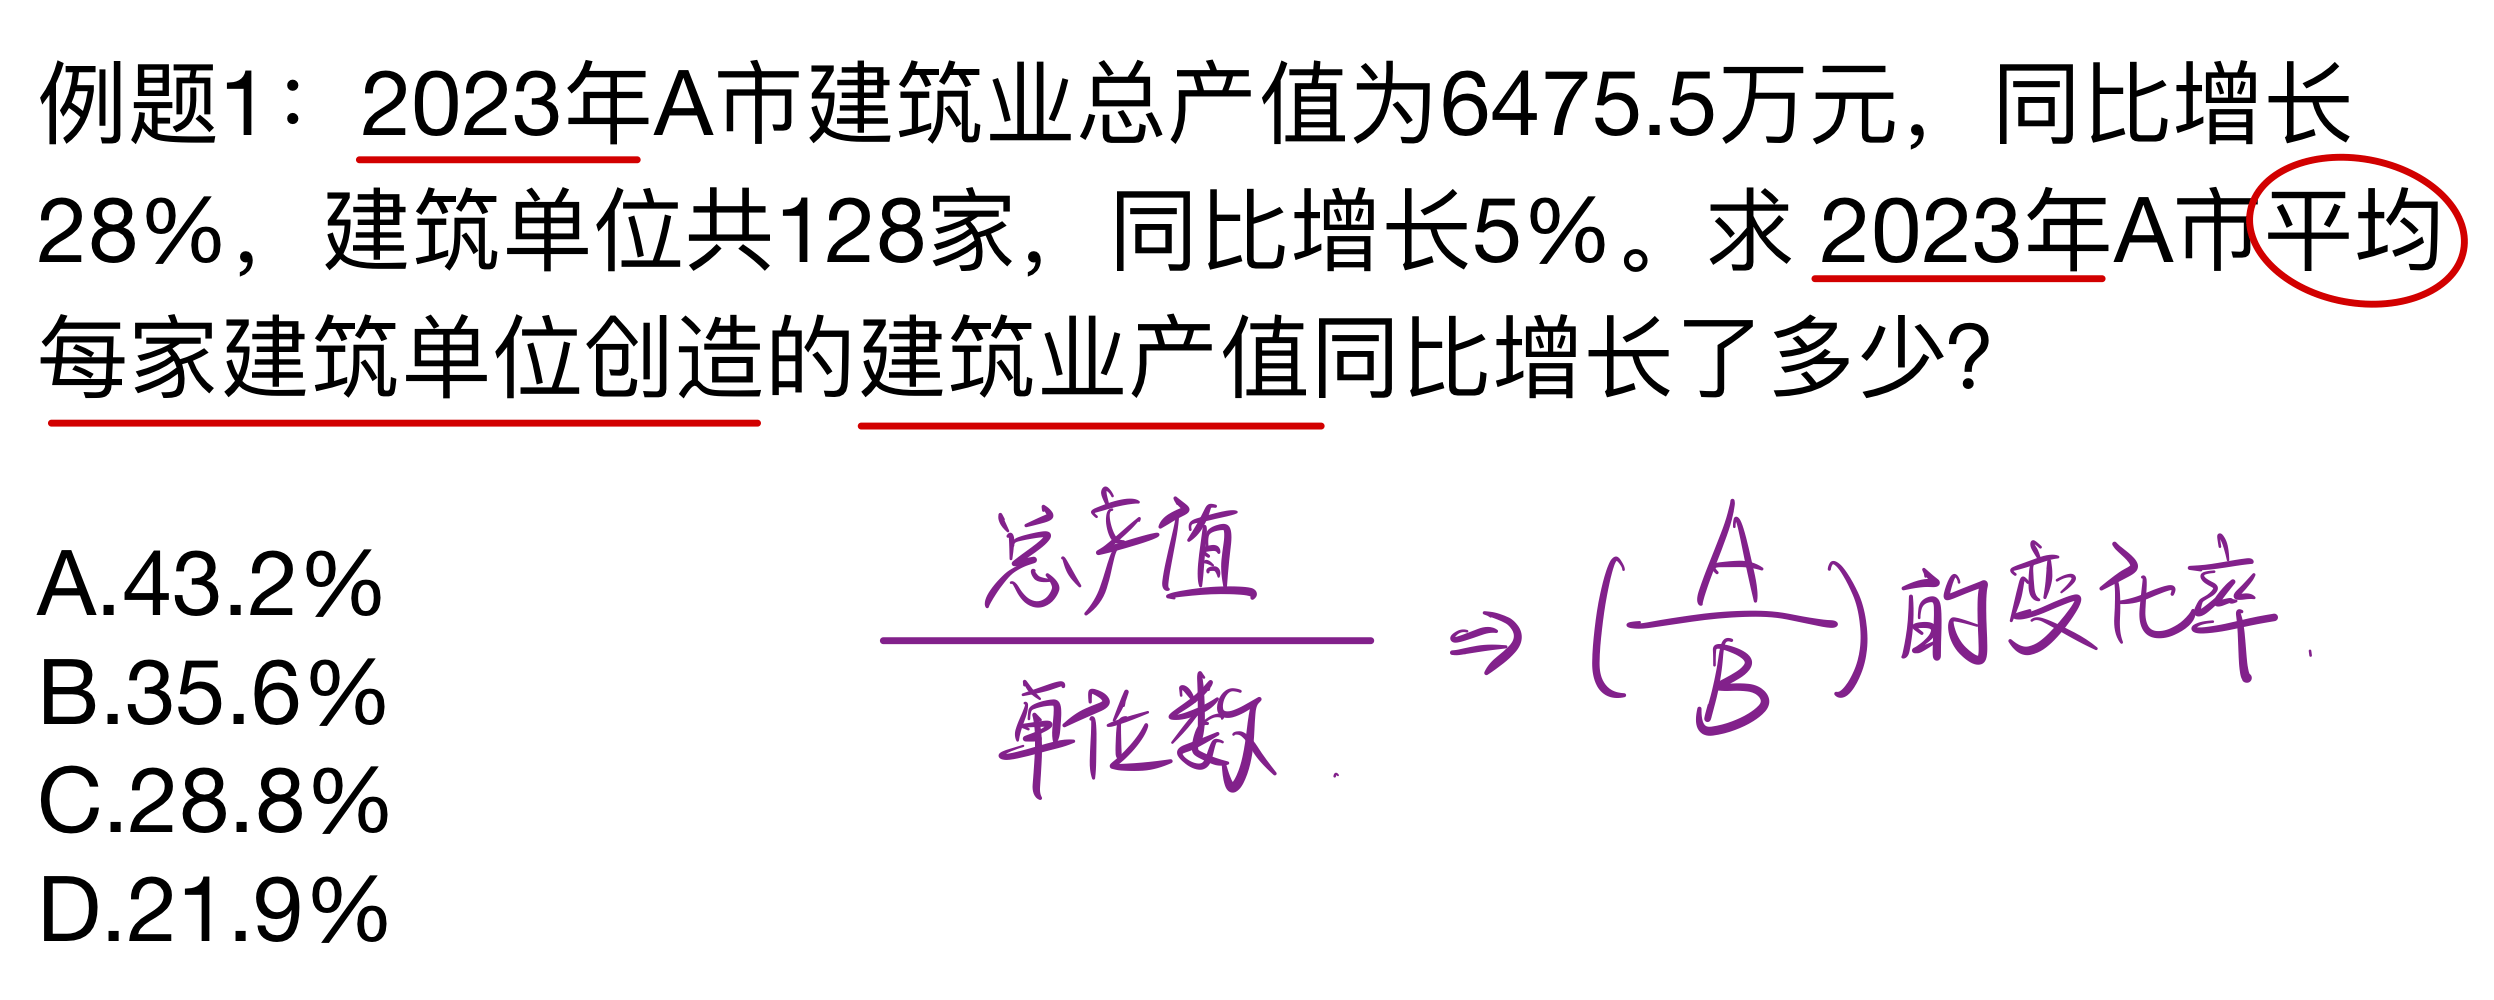 例题1：2023年A市建筑业总产值为64755万元，同比增长
28%，建筑单位共128家，同比增长5%。求2023年A市平均
每家建筑单位创造的建筑业产值同比增长了多少?
总产值
单位数
⇒ (A/B) 的变化率.
A.43.2%
B.35.6%
C.28.8%
D.21.9%